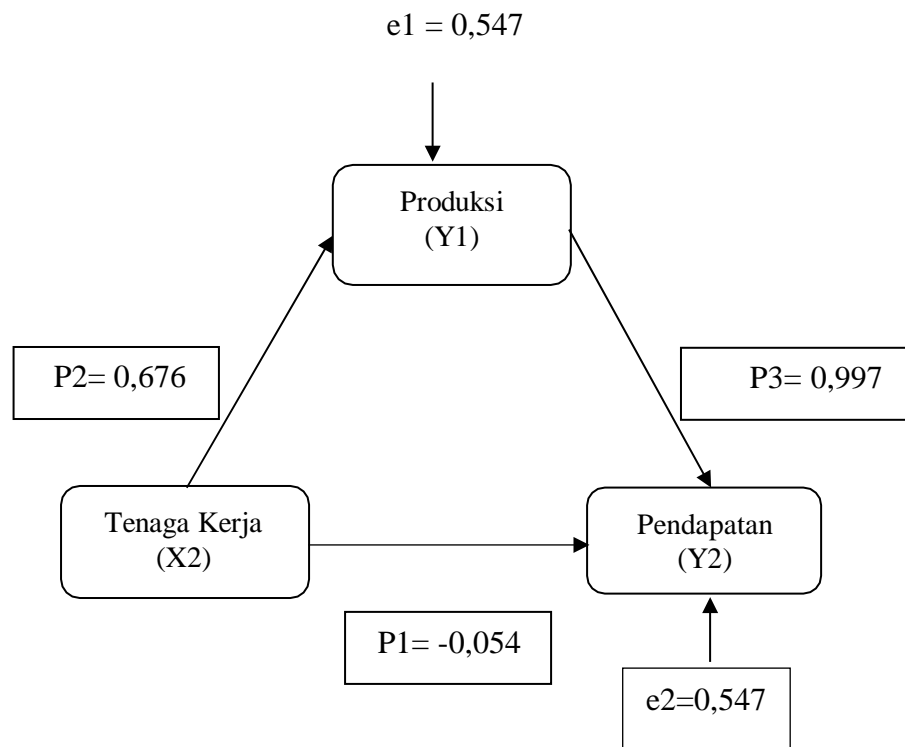 e1 = 0,547
Produksi
(Y1)
P2= 0,676
P3= 0,997
Tenaga Kerja
(X2)
Pendapatan
(Y2)
P1= -0,054
e2=0,547